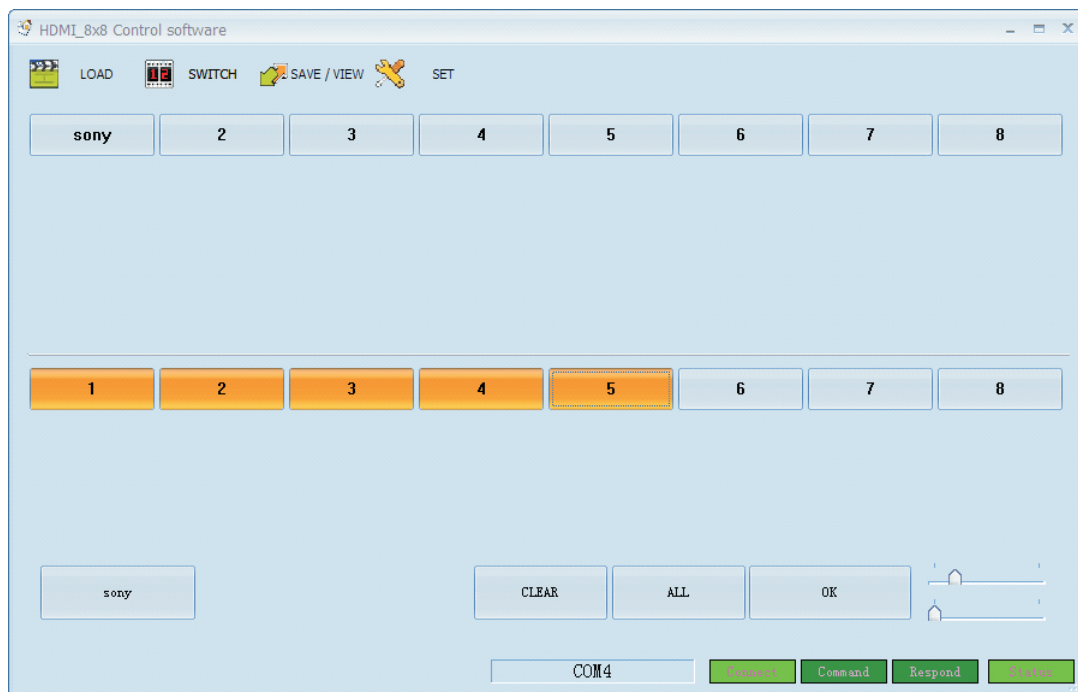 HDMI_8x8 Control software
LOAD SWITCH SAVE / VIEW SET
sony 2 3 4 5 6 7 8
1 2 3 4 5 6 7 8
sony CLEAR ALL OK
COM4 Connect Command Respond Status